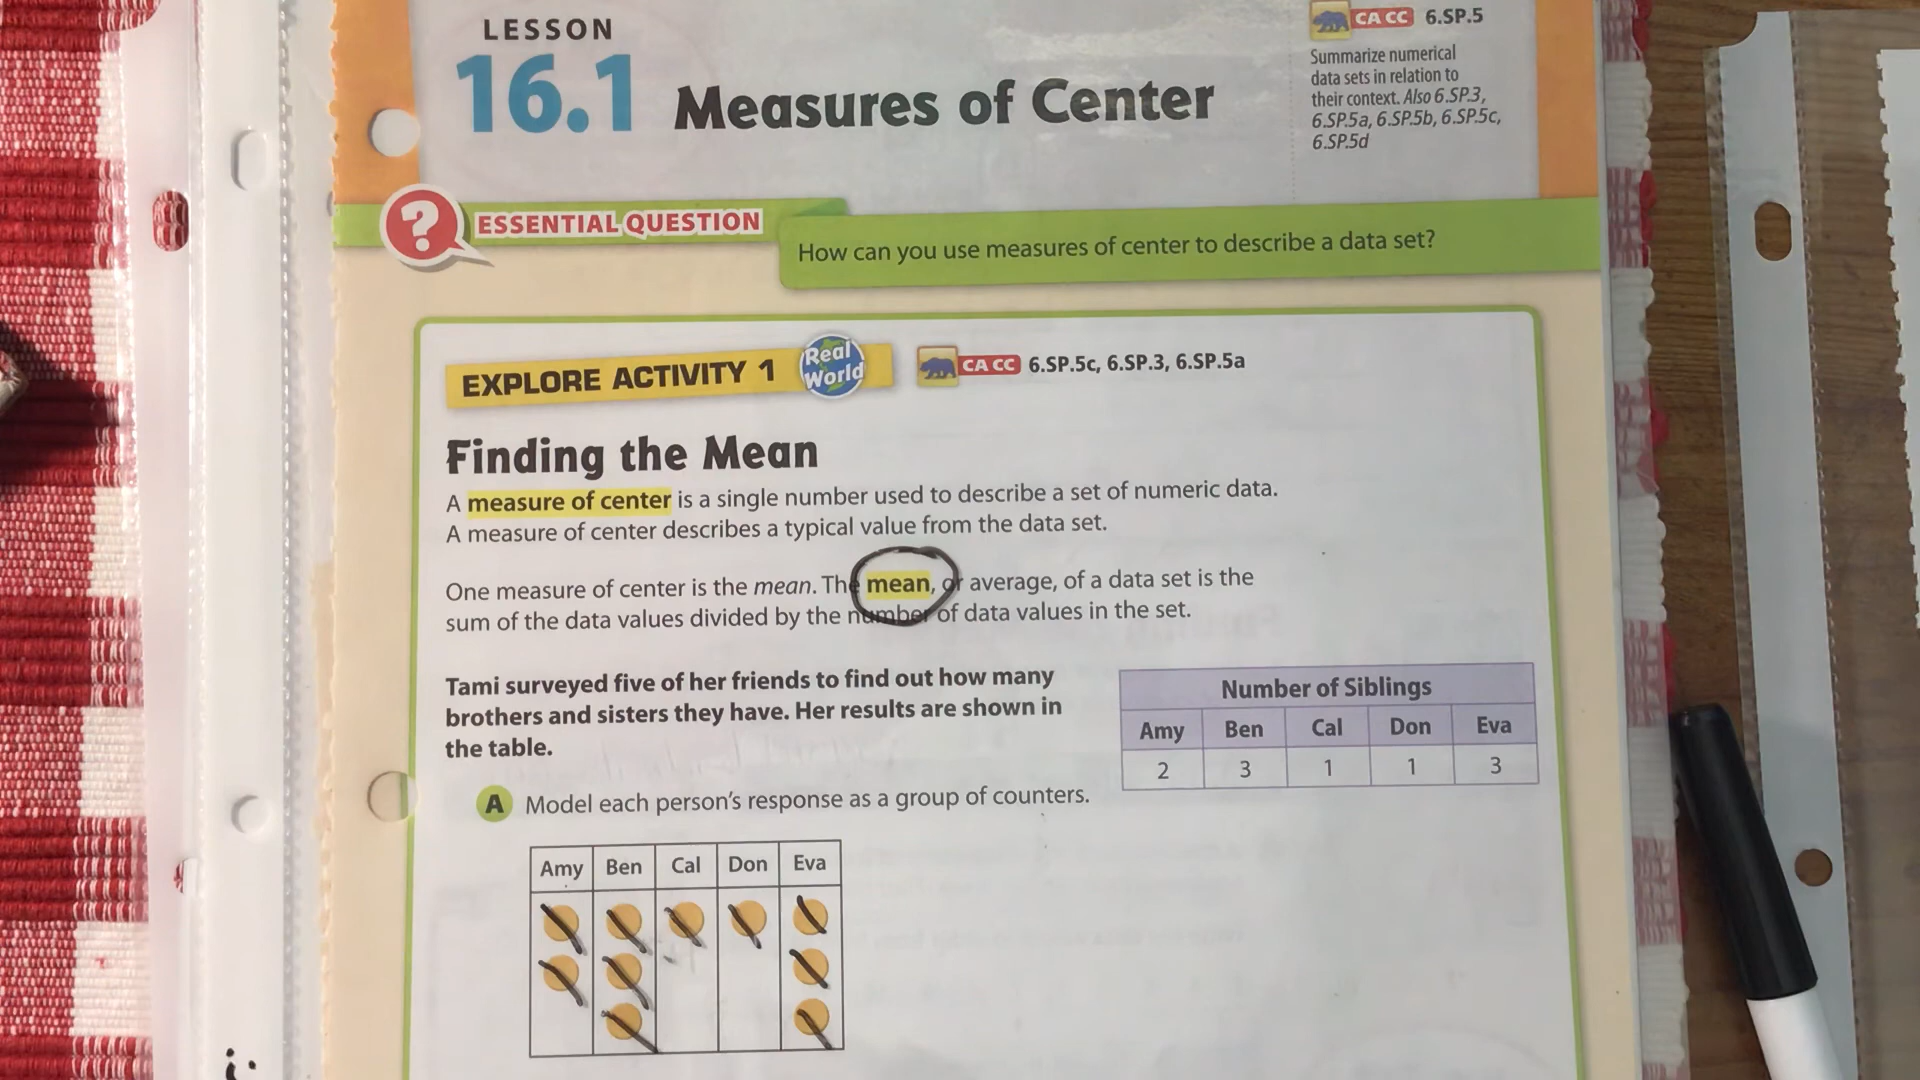 LESSON
16.1 Measures of Center
CA CC 6.SP.5
Summarize numerical
data sets in relation to
their context. Also 6.SP.3,
6.SP.5a, 6.SP.5b, 6.SP.5c,
6.SP.5d
? ESSENTIAL QUESTION
How can you use measures of center to describe a data set?
EXPLORE ACTIVITY 1
Real
World
CA CC 6.SP.5c, 6.SP.3, 6.SP.5a
Finding the Mean
A measure of center is a single number used to describe a set of numeric data.
A measure of center describes a typical value from the data set.
One measure of center is the mean. The mean, or average, of a data set is the
sum of the data values divided by the number of data values in the set.
Tami surveyed five of her friends to find out how many
brothers and sisters they have. Her results are shown in
the table.
Number of Siblings
Amy Ben Cal Don Eva
2 3 1 1 3
A Model each person's response as a group of counters.
Amy Ben Cal Don Eva